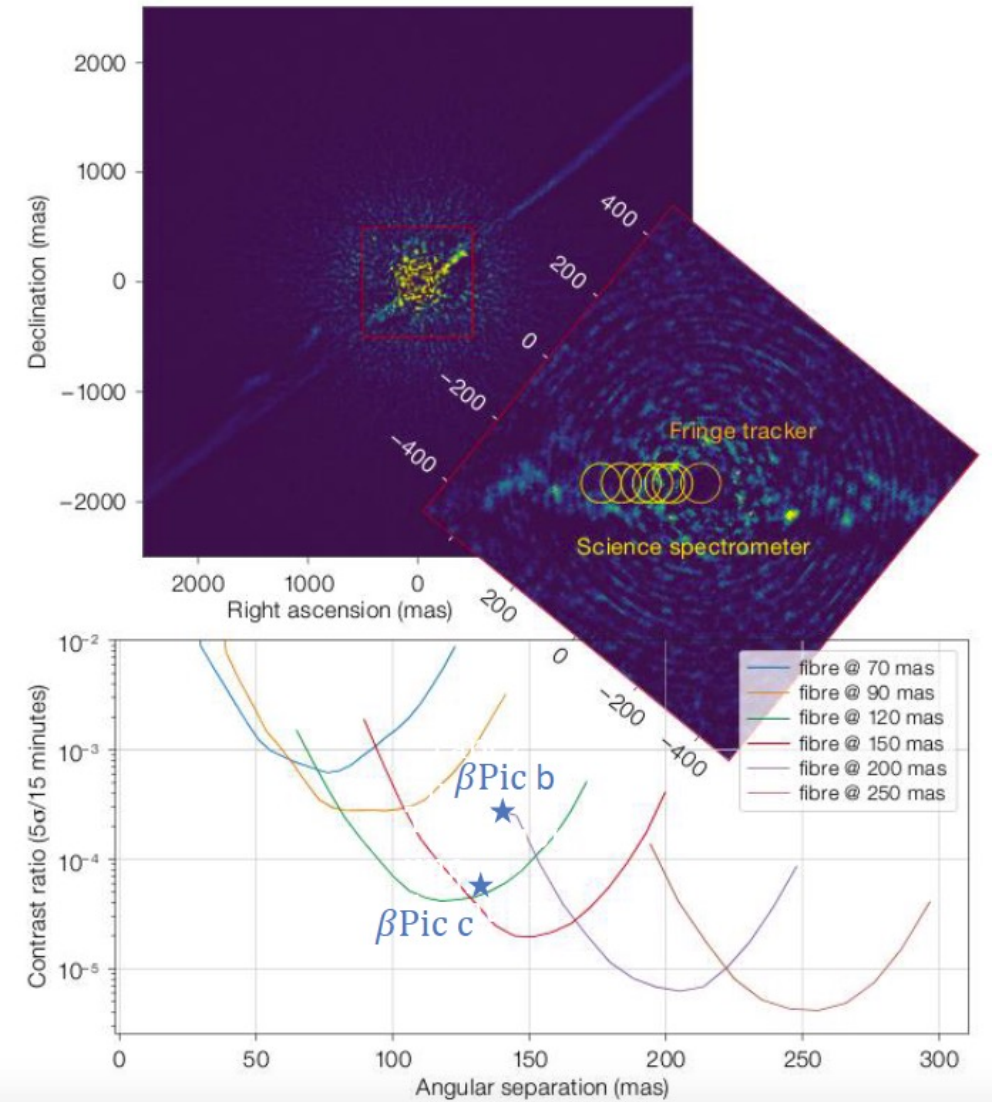 Declination (mas)
2000
1000
0
−1000
−2000
2000
1000
0
Right ascension (mas)
400
200
0
−200
−400
Fringe tracker
Science spectrometer
200
0
−200
−400
Contrast ratio (5σ/15 minutes)
10⁻²
10⁻³
10⁻⁴
10⁻⁵
fibre @ 70 mas
fibre @ 90 mas
fibre @ 120 mas
fibre @ 150 mas
fibre @ 200 mas
fibre @ 250 mas
βPic b
βPic c
0
50
100
150
200
250
300
Angular separation (mas)